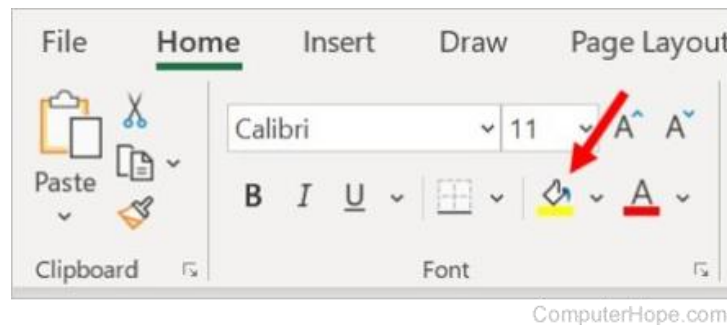 File Home Insert Draw Page Layout
Calibri 11 A A
Paste
B I U A
Clipboard Font
ComputerHope.com